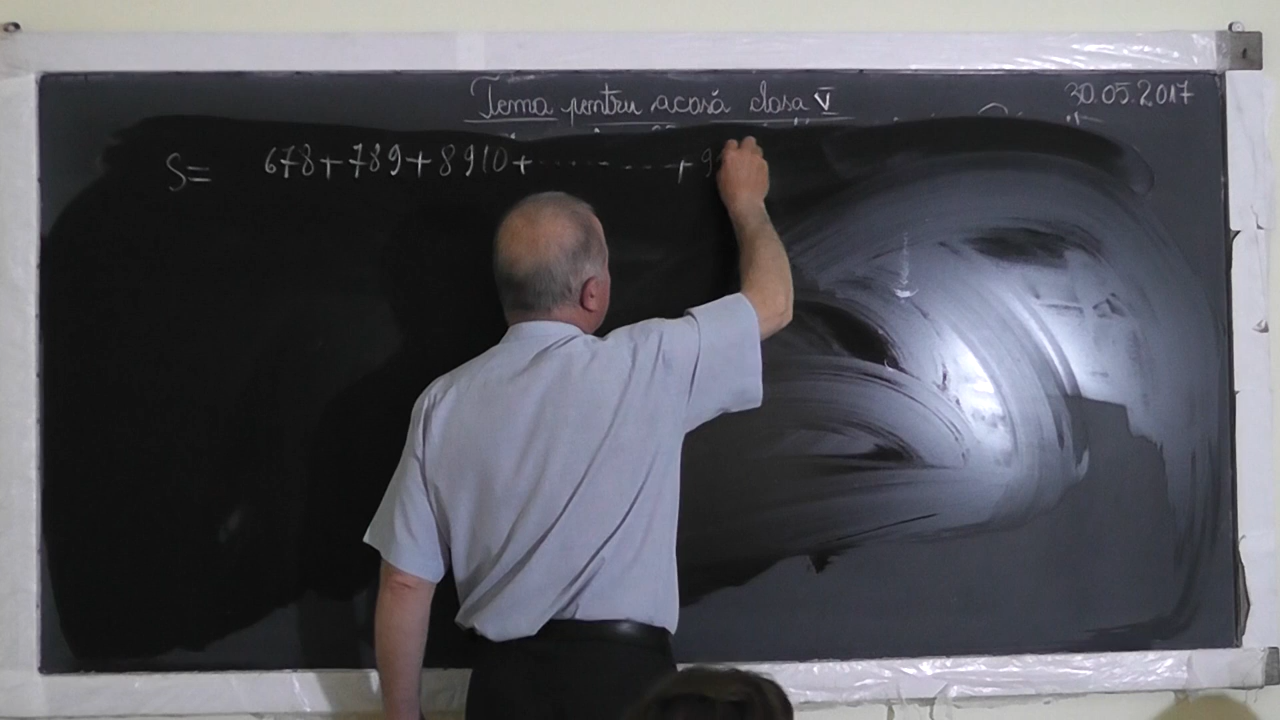 Tema pentru acasă clasa V
30.05.2017
S= 678+789+8910+.........+9